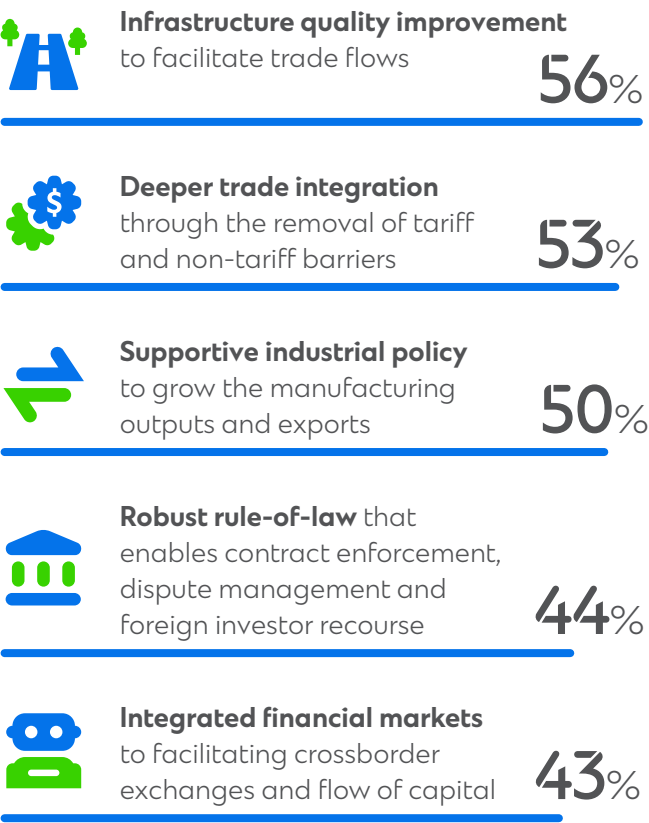 Infrastructure quality improvement
to facilitate trade flows
56%
Deeper trade integration
through the removal of tariff
and non-tariff barriers
53%
$
Supportive industrial policy
to grow the manufacturing
outputs and exports
50%
Robust rule-of-law that
enables contract enforcement,
dispute management and
foreign investor recourse
44%
Integrated financial markets
to facilitating crossborder
exchanges and flow of capital
43%